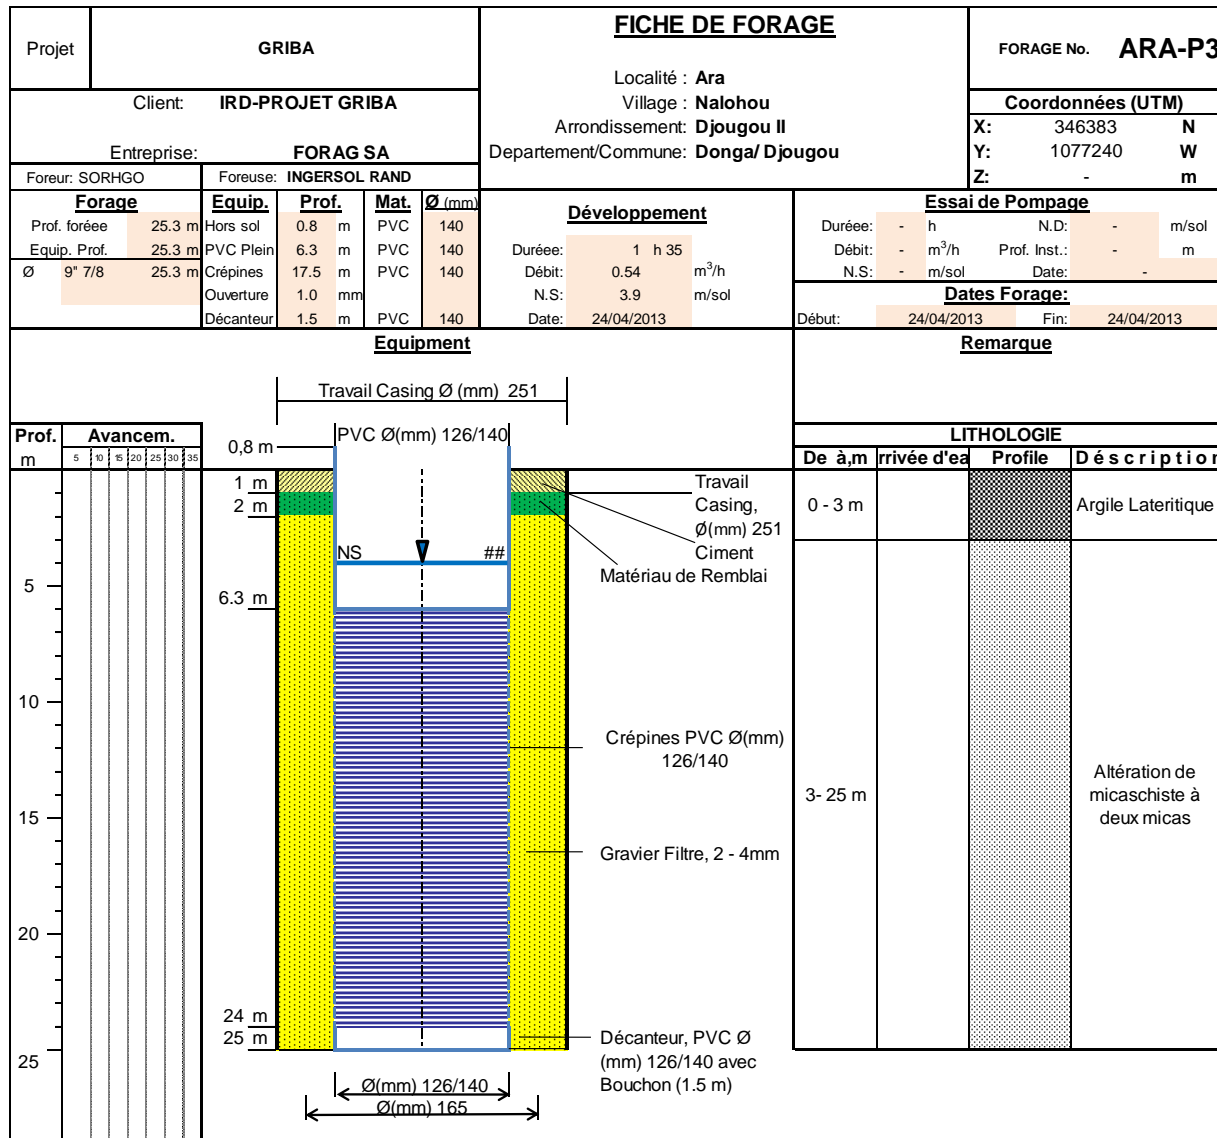 Projet
GRIBA
FICHE DE FORAGE
FORAGE No. ARA-P3
Localité : Ara
Client: IRD-PROJET GRIBA
Village : Nalohou
Coordonnées (UTM)
Arrondissement: Djougou II
X: 346383 N
Entreprise: FORAG SA
Departement/Commune: Donga/ Djougou
Y: 1077240 W
Foreur: SORHGO
Foreuse: INGERSOL RAND
Z: - m
Forage
Equip. Prof. Mat. Ø (mm)
Développement
Essai de Pompage
Prof. foréee 25.3 m
Hors sol 0.8 m PVC 140
Duréee: - h N.D: - m/sol
Equip. Prof. 25.3 m
PVC Plein 6.3 m PVC 140
Duréee: 1 h 35
Débit: - m3/h Prof. Inst.: - m
Ø 9" 7/8 25.3 m
Crépines 17.5 m PVC 140
Débit: 0.54 m3/h
N.S: - m/sol Date: -
Ouverture 1.0 mm
N.S: 3.9 m/sol
Dates Forage:
Décanteur 1.5 m PVC 140
Date: 24/04/2013
Début: 24/04/2013 Fin: 24/04/2013
Equipment
Remarque
Travail Casing Ø (mm) 251
Prof.
m
Avancem.
5 10 15 20 25 30 35
0,8 m
PVC Ø(mm) 126/140
LITHOLOGIE
De à,m rrivée d'ea Profile Déscription
1 m
2 m
Travail
Casing,
Ø(mm) 251
Ciment
Matériau de Remblai
NS ##
0 - 3 m
Argile Lateritique
5
6.3 m
10
Crépines PVC Ø(mm)
126/140
3- 25 m
Altération de
micaschiste à
deux micas
15
Gravier Filtre, 2 - 4mm
20
24 m
25 m
25
Décanteur, PVC Ø
(mm) 126/140 avec
Bouchon (1.5 m)
Ø(mm) 126/140
Ø(mm) 165